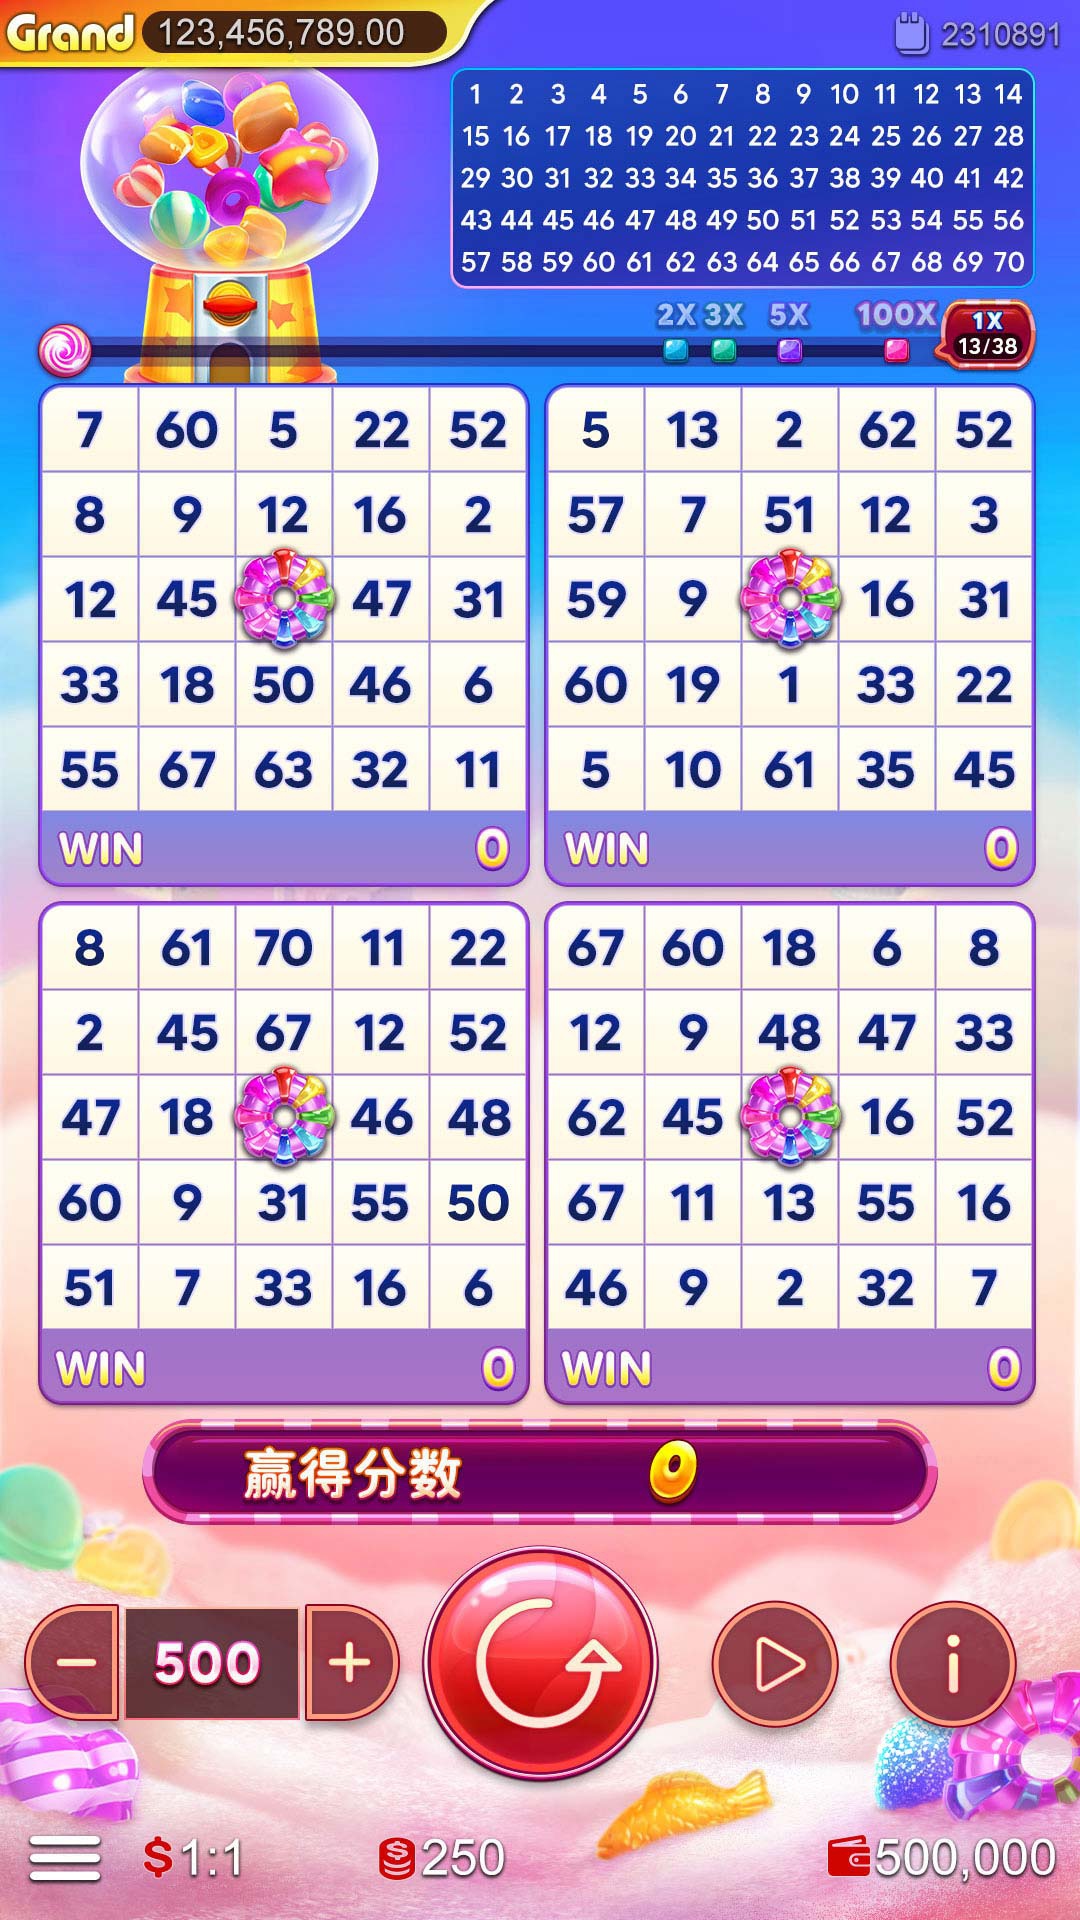 Grand 123,456,789.00 2310891
1 2 3 4 5 6 7 8 9 10 11 12 13 14
15 16 17 18 19 20 21 22 23 24 25 26 27 28
29 30 31 32 33 34 35 36 37 38 39 40 41 42
43 44 45 46 47 48 49 50 51 52 53 54 55 56
57 58 59 60 61 62 63 64 65 66 67 68 69 70
2X 3X 5X 100X 1X
13/38
7 60 5 22 52
8 9 12 16 2
12 45 47 31
33 18 50 46 6
55 67 63 32 11
WIN 0
5 13 2 62 52
57 7 51 12 3
59 9 16 31
60 19 1 33 22
5 10 61 35 45
WIN 0
8 61 70 11 22
2 45 67 12 52
47 18 46 48
60 9 31 55 50
51 7 33 16 6
WIN 0
67 60 18 6 8
12 9 48 47 33
62 45 16 52
67 11 13 55 16
46 9 2 32 7
WIN 0
赢得分数 0
500
$ 1:1 250 500,000